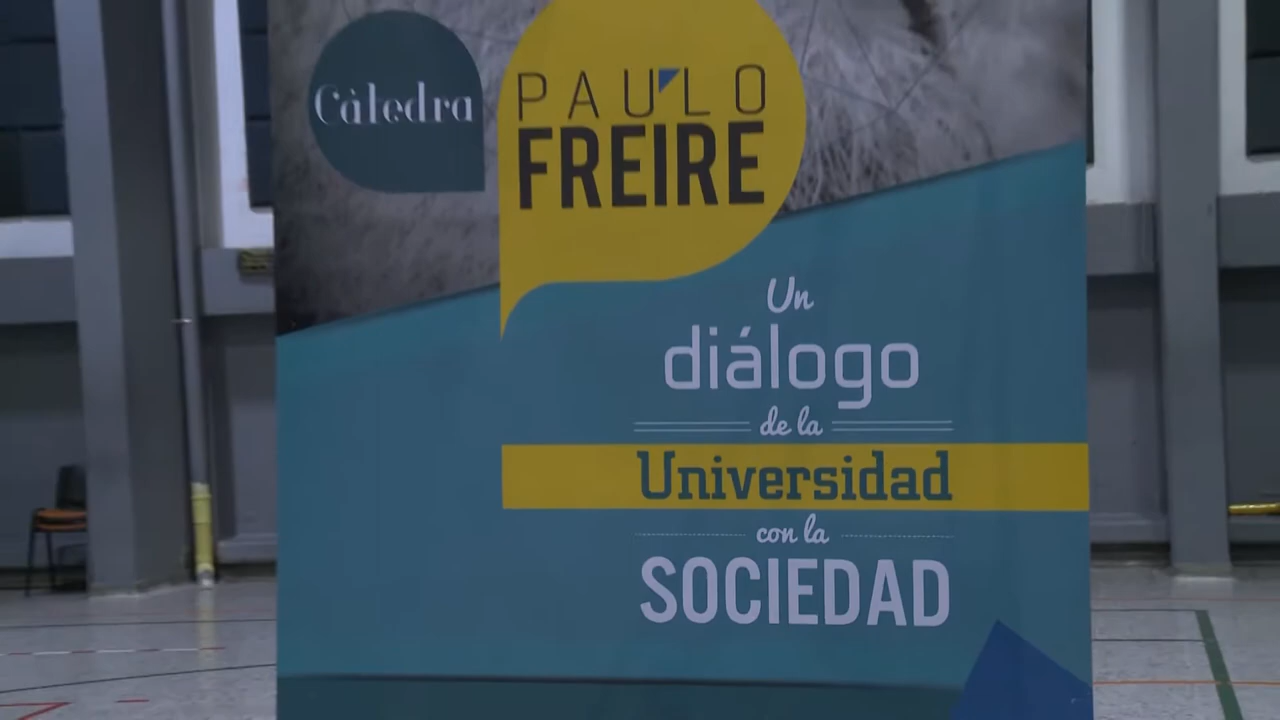 Càtedra
PAULO
FREIRE
Un
diálogo
de la
Universidad
con la
SOCIEDAD